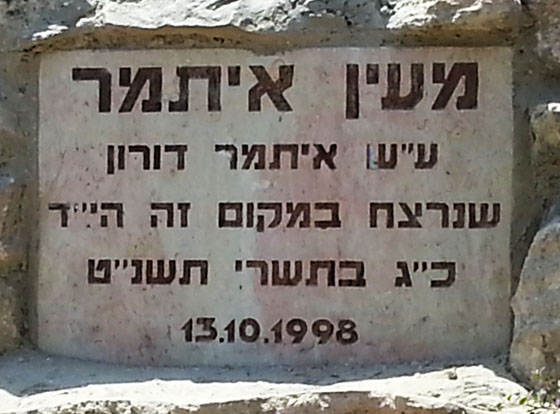 מעין איתמר
ע״ש איתמר דורון
שנרצח במקום זה הי״ד
כ״ג בתשרי תשנ״ט
13.10.1998